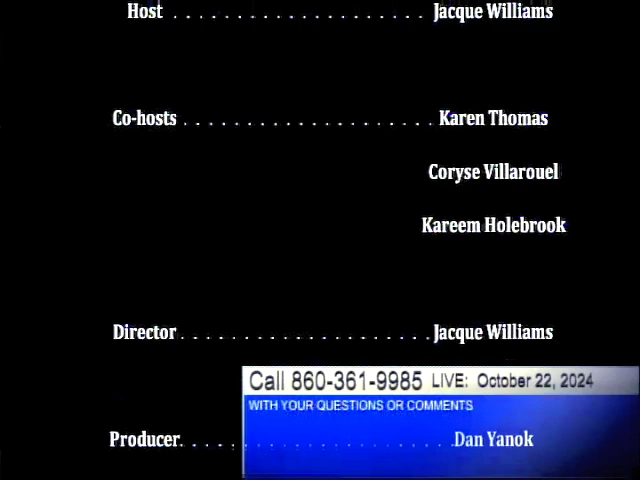 Host . . . . . . . . . . . . . . . . . . . . . . . . Jacque Williams
Co-hosts . . . . . . . . . . . . . . . . . . . . . . . . Karen Thomas
Coryse Villarouel
Kareem Holebrook
Director . . . . . . . . . . . . . . . . . . . . . . . . Jacque Williams
Call 860-361-9985 LIVE: October 22, 2024
WITH YOUR QUESTIONS OR COMMENTS
Producer. . . . . . . . . . . . . . . . . . . . . . . . . . Dan Yanok